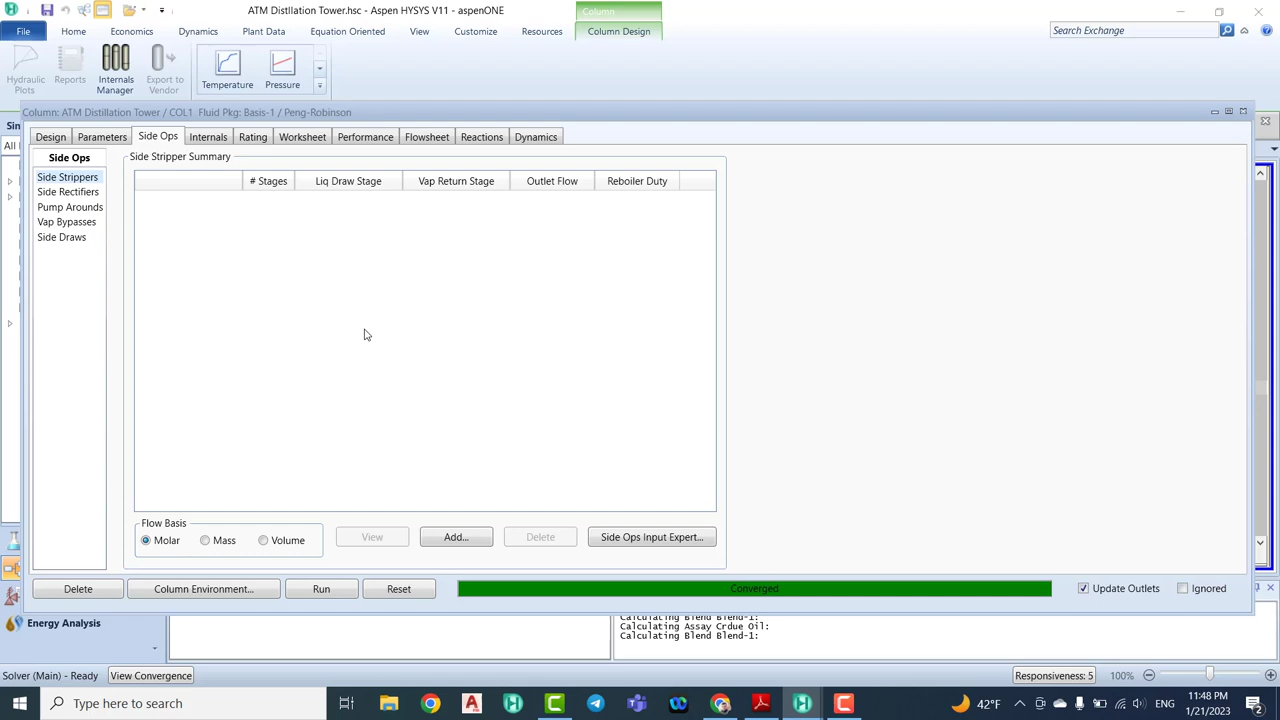 ATM Distllation Tower.hsc - Aspen HYSYS V11 - aspenONE
Column
File Home Economics Dynamics Plant Data Equation Oriented View Customize Resources Column Design Search Exchange
Hydraulic Plots Reports Internals Manager Export to Vendor Temperature Pressure
Column: ATM Distillation Tower / COL1 Fluid Pkg: Basis-1 / Peng-Robinson
Design Parameters Side Ops Internals Rating Worksheet Performance Flowsheet Reactions Dynamics
Side Ops
Side Strippers
Side Rectifiers
Pump Arounds
Vap Bypasses
Side Draws
Side Stripper Summary
# Stages Liq Draw Stage Vap Return Stage Outlet Flow Reboiler Duty
Flow Basis
Molar Mass Volume
View Add... Delete Side Ops Input Expert...
Delete Column Environment... Run Reset Converged Update Outlets Ignored
Energy Analysis
Calculating Blend Blend-1:
Calculating Assay Crdue Oil:
Calculating Blend Blend-1:
Solver (Main) - Ready View Convergence Responsiveness: 5 100%
Type here to search
42°F ENG 11:48 PM
1/21/2023